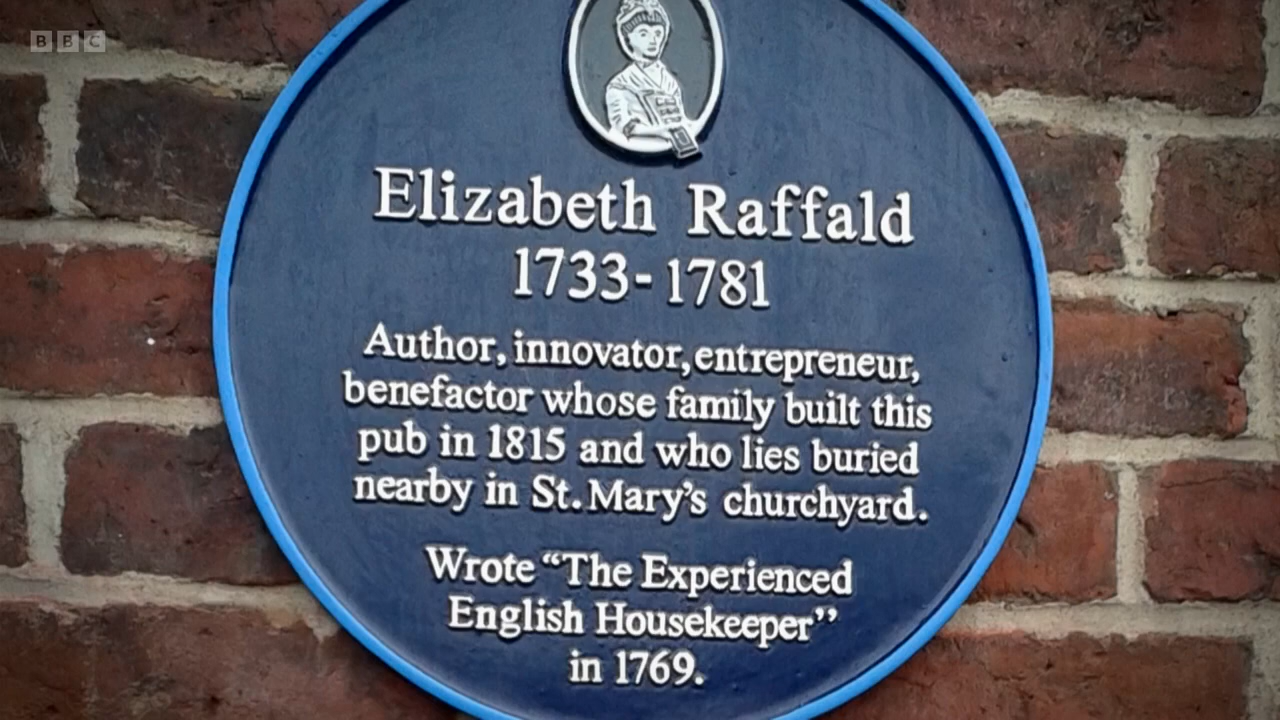 BBC
Elizabeth Raffald
1733-1781
Author, innovator, entrepreneur,
benefactor whose family built this
pub in 1815 and who lies buried
nearby in St. Mary's churchyard.
Wrote “The Experienced
English Housekeeper”
in 1769.